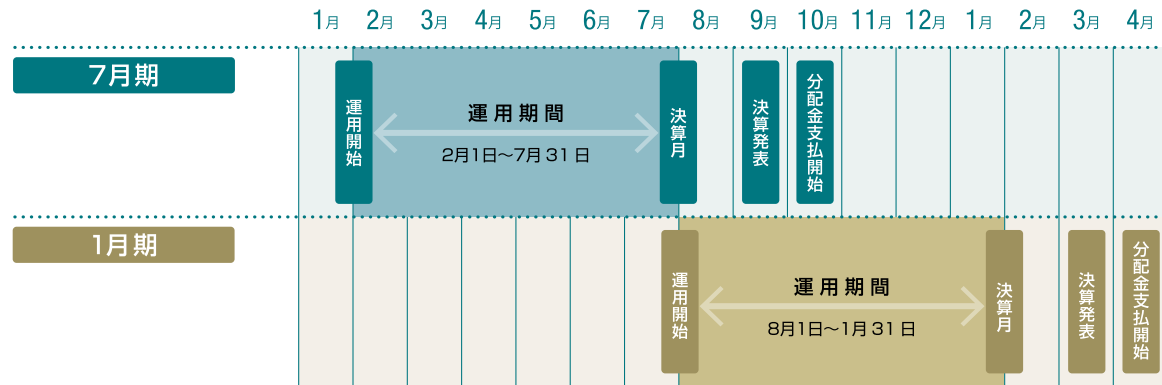 1月 2月 3月 4月 5月 6月 7月 8月 9月 10月 11月 12月 1月 2月 3月 4月
7月期
運用開始
運用期間
2月1日〜7月31日
決算月
決算発表
分配金支払開始
1月期
運用開始
運用期間
8月1日〜1月31日
決算月
決算発表
分配金支払開始